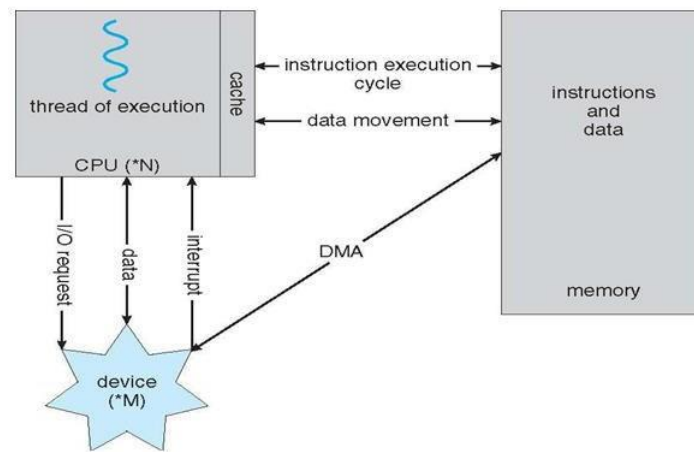 thread of execution
cache
CPU (*N)
instruction execution
cycle
data movement
instructions
and
data
memory
I/O request
data
interrupt
DMA
device
(*M)